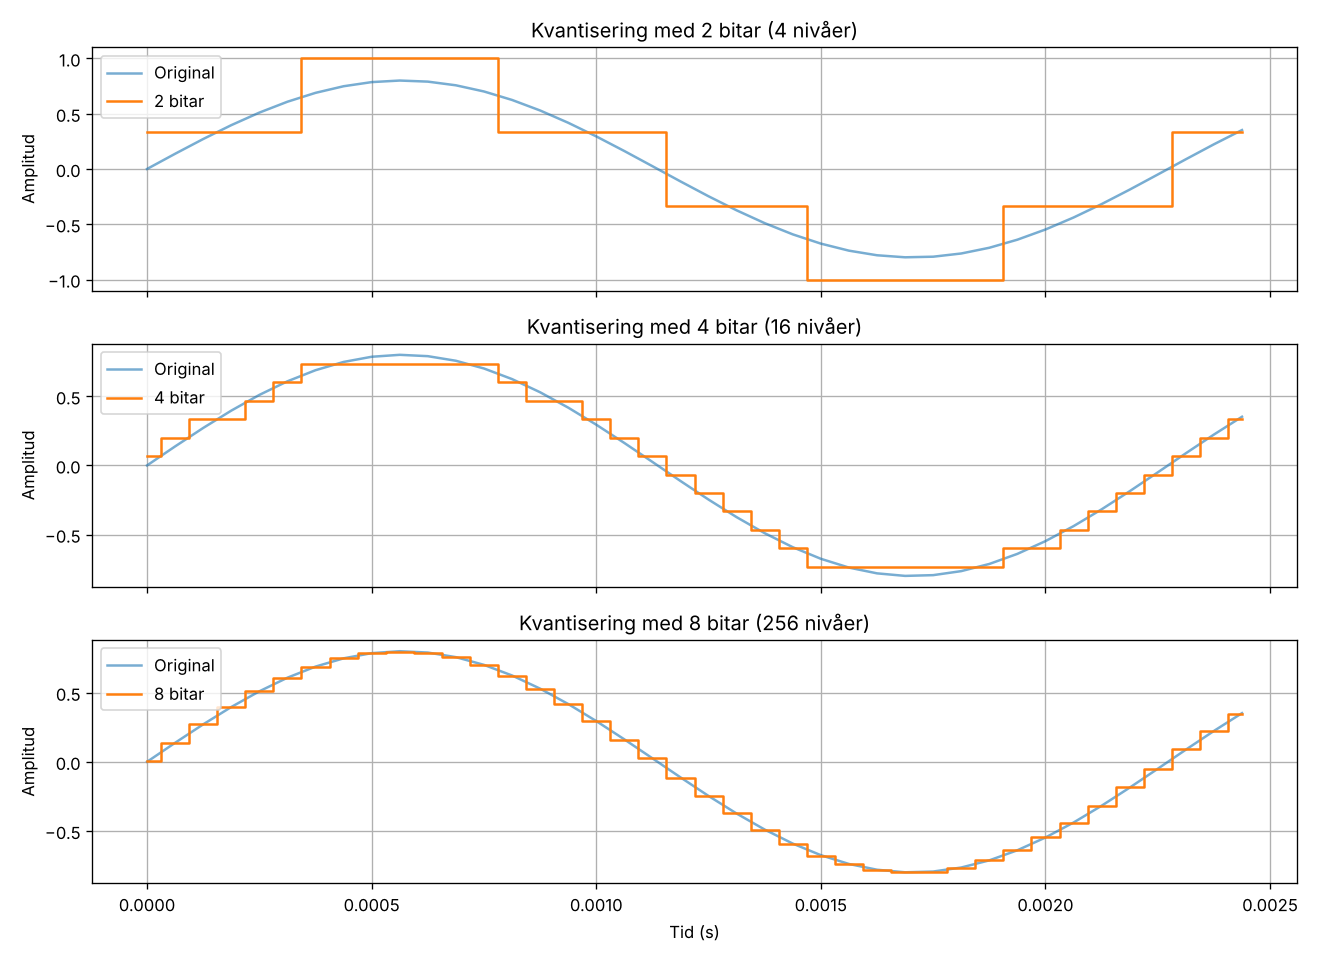 Kvantisering med 2 bitar (4 nivåer)
1.0
0.5
0.0
−0.5
−1.0
Amplitud
Original
2 bitar
Kvantisering med 4 bitar (16 nivåer)
0.5
0.0
−0.5
Amplitud
Original
4 bitar
Kvantisering med 8 bitar (256 nivåer)
0.5
0.0
−0.5
Amplitud
Original
8 bitar
0.0000 0.0005 0.0010 0.0015 0.0020 0.0025
Tid (s)